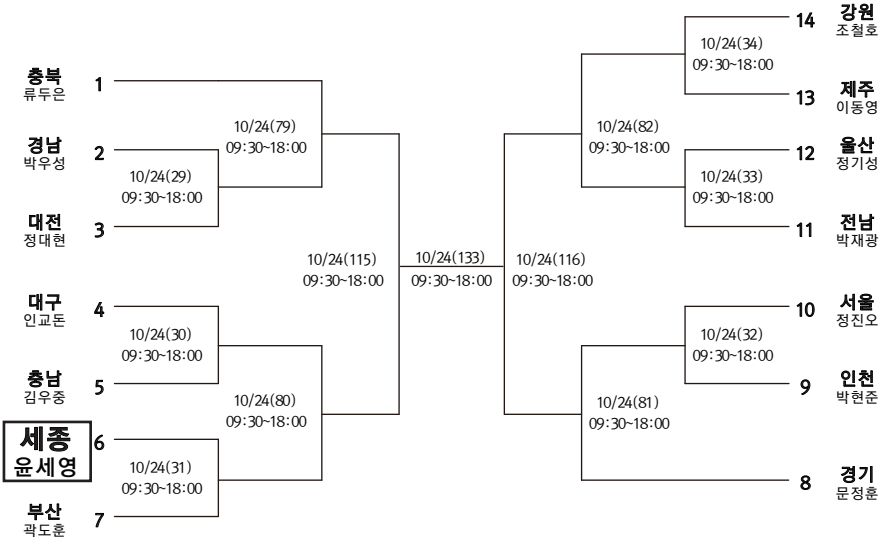 충북
류두은
1
10/24(79)
09:30~18:00
경남
박우성
2
10/24(29)
09:30~18:00
대전
정대현
3
10/24(115)
09:30~18:00
대구
인교돈
4
10/24(30)
09:30~18:00
충남
김우중
5
10/24(80)
09:30~18:00
세종
윤세영
6
10/24(31)
09:30~18:00
부산
곽도훈
7
10/24(133)
09:30~18:00
14
강원
조철호
10/24(34)
09:30~18:00
13
제주
이동영
10/24(82)
09:30~18:00
12
울산
정기성
10/24(33)
09:30~18:00
11
전남
박재광
10/24(116)
09:30~18:00
10
서울
정진오
10/24(32)
09:30~18:00
9
인천
박현준
10/24(81)
09:30~18:00
8
경기
문정훈